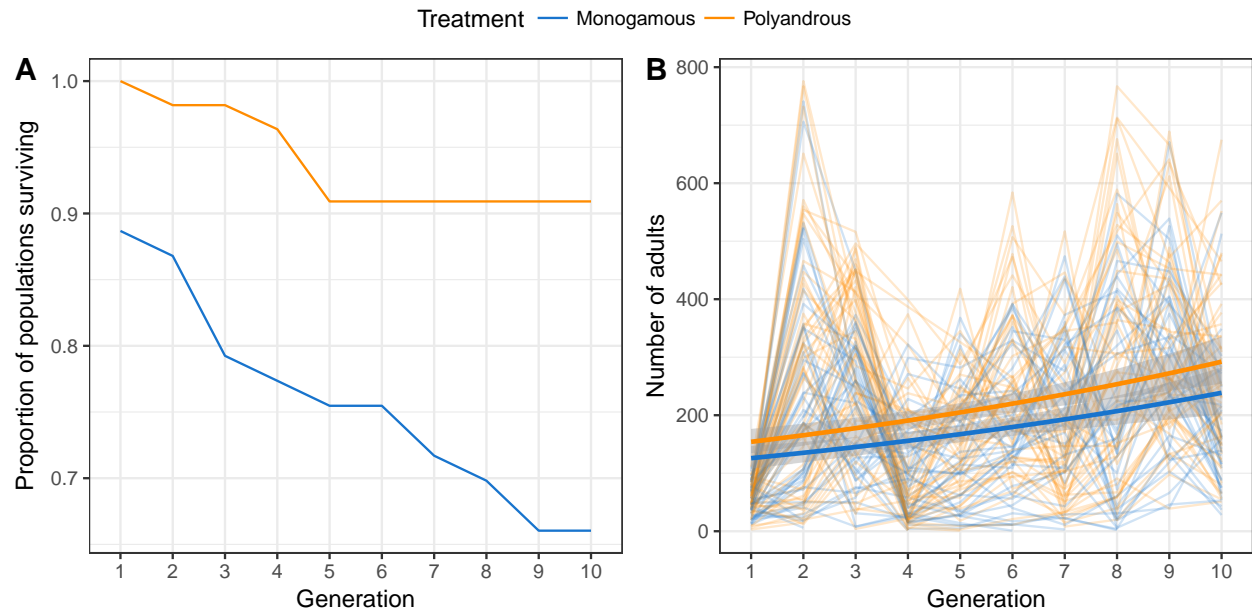 Treatment Monogamous Polyandrous
A
Proportion of populations surviving
1.0
0.9
0.8
0.7
1 2 3 4 5 6 7 8 9 10
Generation
B
Number of adults
800
600
400
200
0
1 2 3 4 5 6 7 8 9 10
Generation